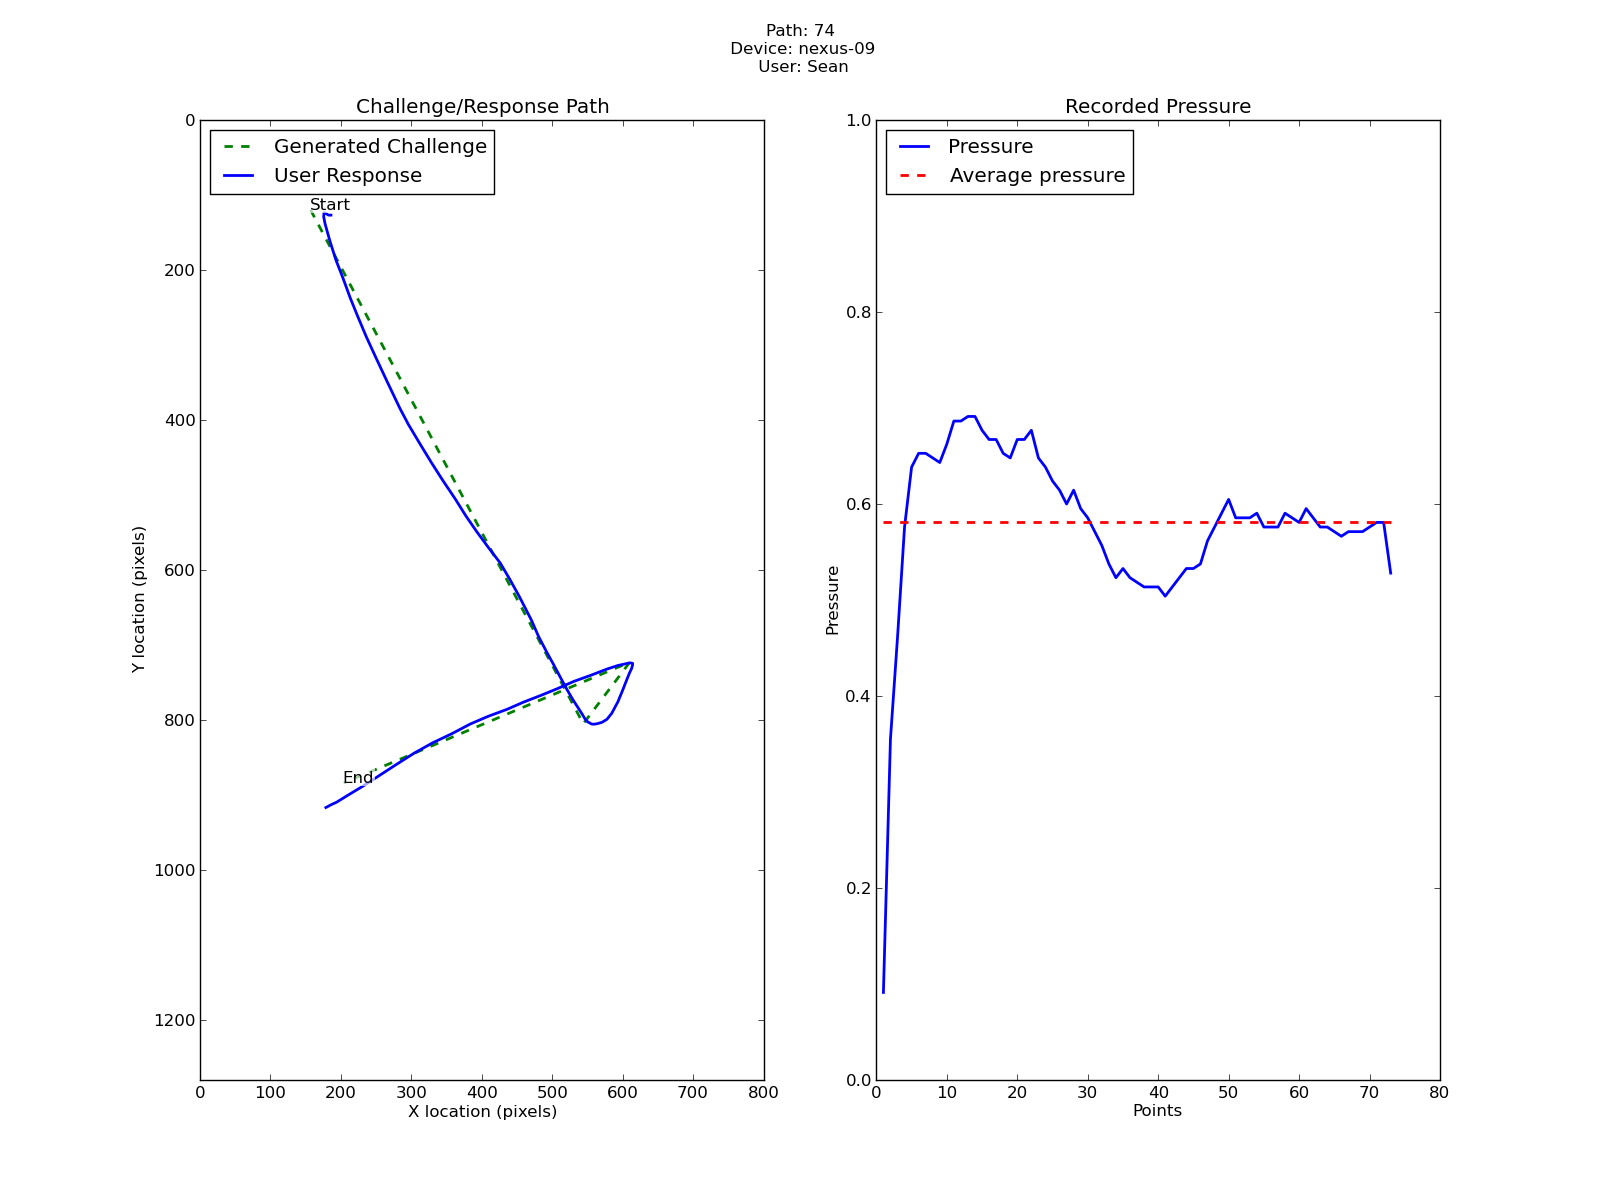 Path: 74
Device: nexus-09
User: Sean
Challenge/Response Path
Generated Challenge
User Response
Start
End
0
200
400
600
800
1000
1200
Y location (pixels)
0 100 200 300 400 500 600 700 800
X location (pixels)
Recorded Pressure
Pressure
Average pressure
1.0
0.8
0.6
0.4
0.2
0.0
Pressure
0 10 20 30 40 50 60 70 80
Points